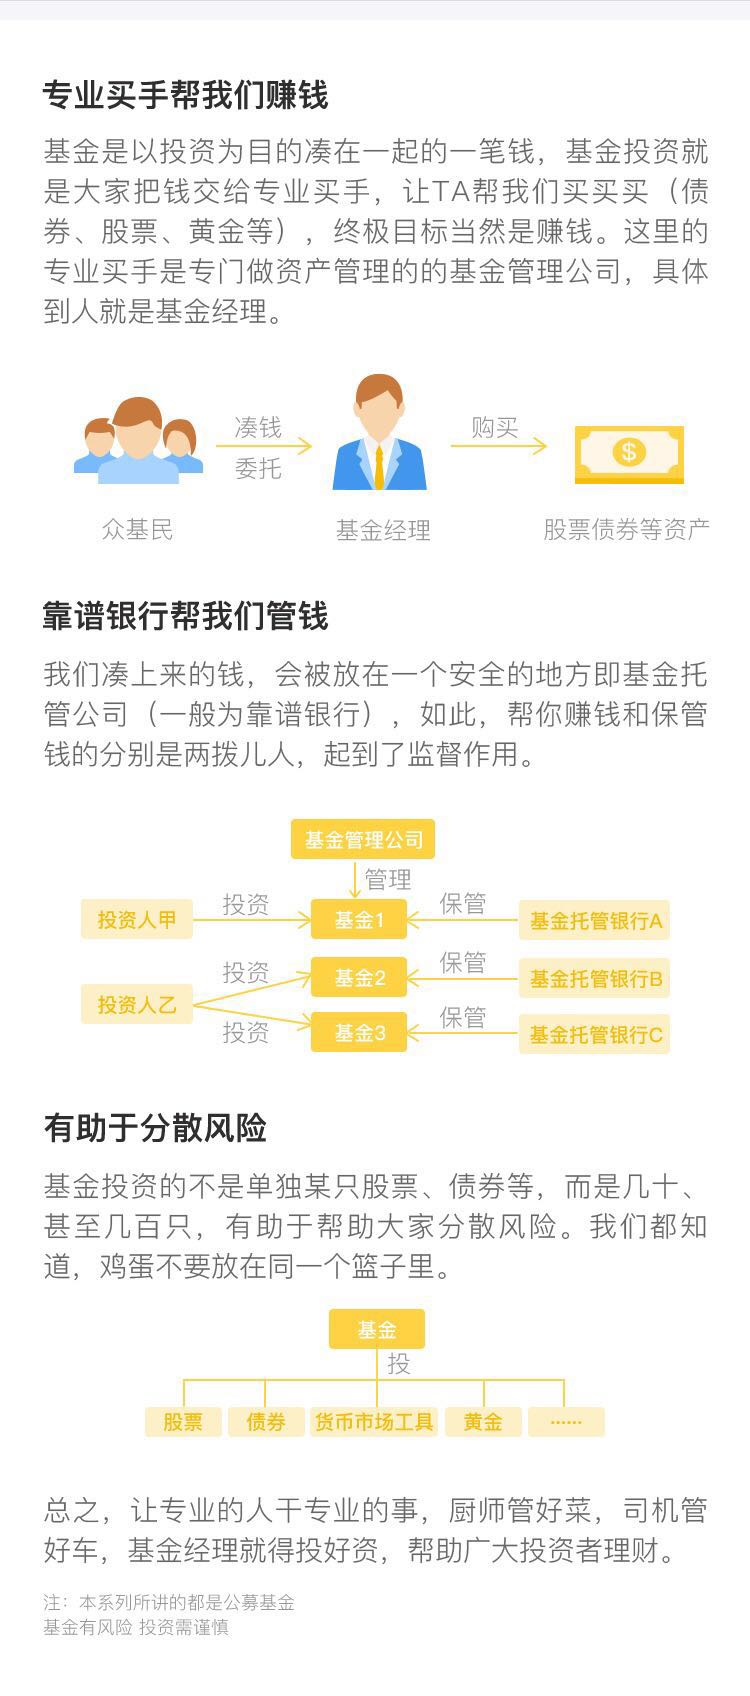 专业买手帮我们赚钱
基金是以投资为目的凑在一起的一笔钱，基金投资就
是大家把钱交给专业买手，让TA帮我们买买买（债
券、股票、黄金等），终极目标当然是赚钱。这里的
专业买手是专门做资产管理的的基金管理公司，具体
到人就是基金经理。
凑钱
委托
购买
$
众基民
基金经理
股票债券等资产
靠谱银行帮我们管钱
我们凑上来的钱，会被放在一个安全的地方即基金托
管公司（一般为靠谱银行），如此，帮你赚钱和保管
钱的分别是两拨儿人，起到了监督作用。
基金管理公司
管理
投资人甲
投资
基金1
保管
基金托管银行A
投资人乙
投资
基金2
保管
基金托管银行B
投资
基金3
保管
基金托管银行C
有助于分散风险
基金投资的不是单独某只股票、债券等，而是几十、
甚至几百只，有助于帮助大家分散风险。我们都知
道，鸡蛋不要放在同一个篮子里。
基金
投
股票
债券
货币市场工具
黄金
······
总之，让专业的人干专业的事，厨师管好菜，司机管
好车，基金经理就得投好资，帮助广大投资者理财。
注：本系列所讲的都是公募基金
基金有风险 投资需谨慎